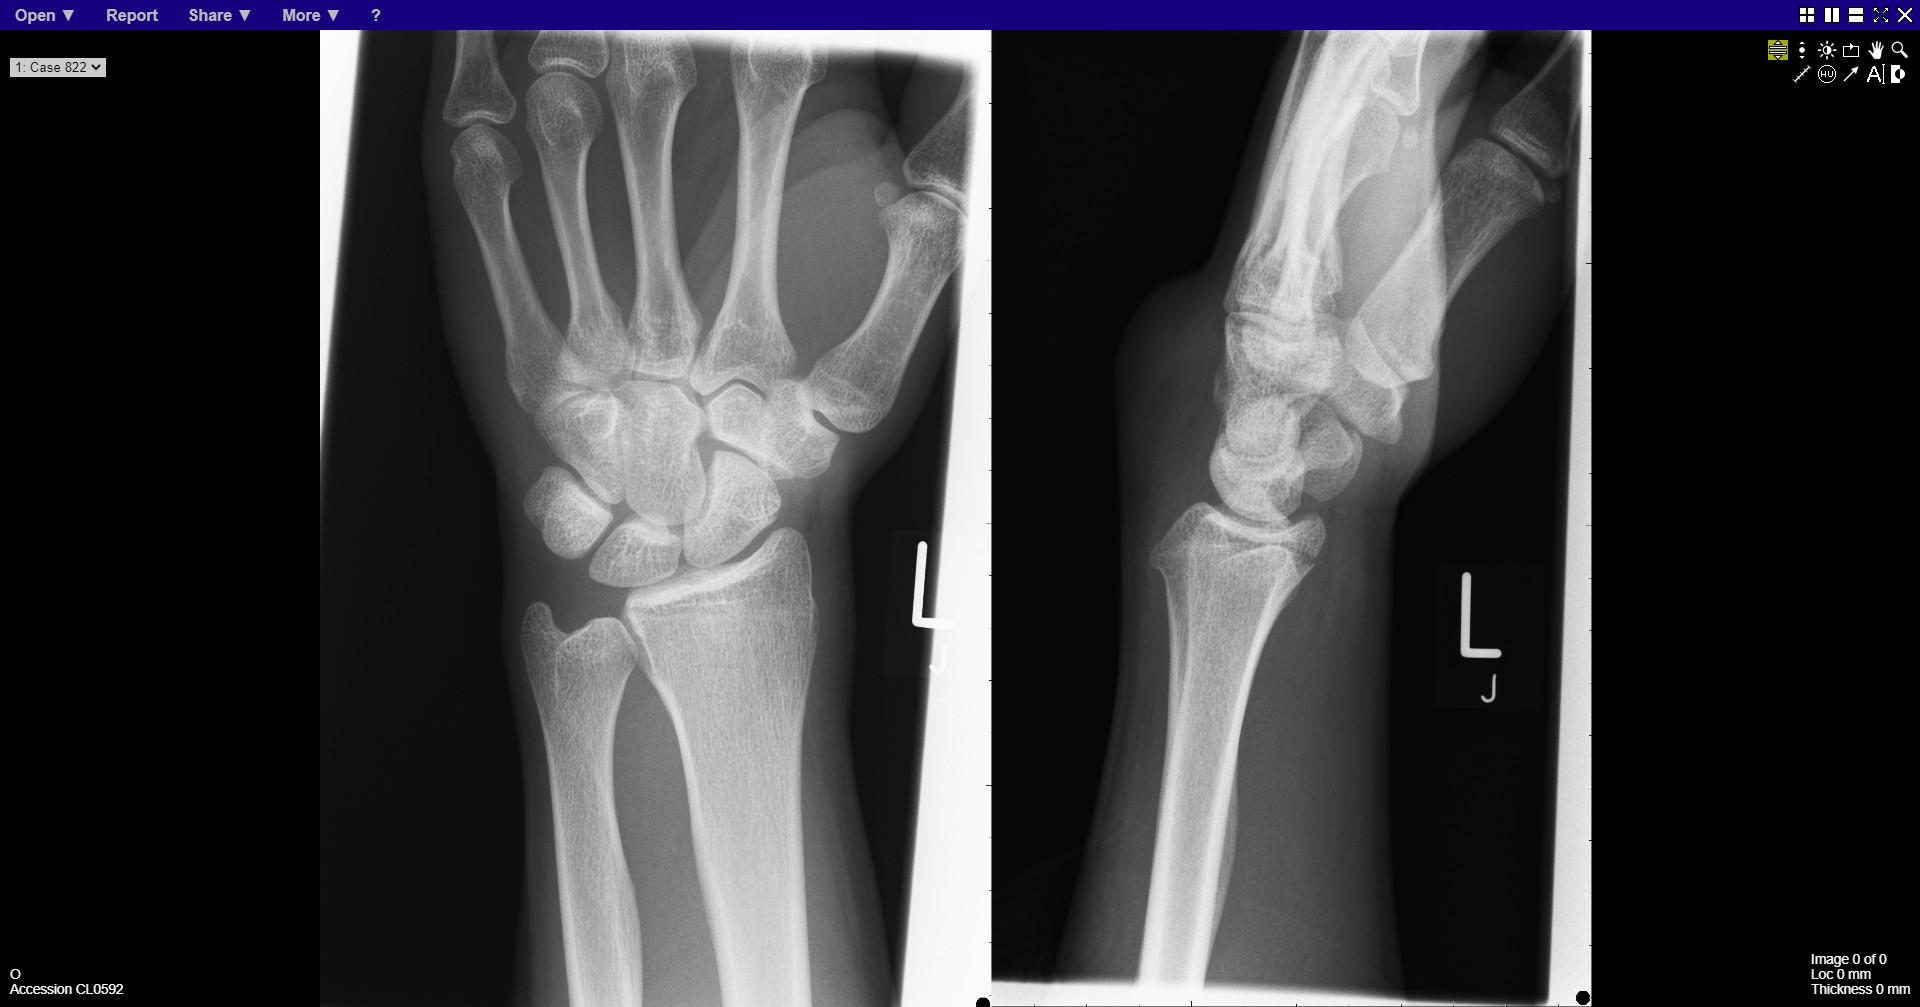 Open ▼ Report Share ▼ More ▼ ?
1: Case 822
HU
A
L
J
L
J
O
Accession CL0592
Image 0 of 0
Loc 0 mm
Thickness 0 mm